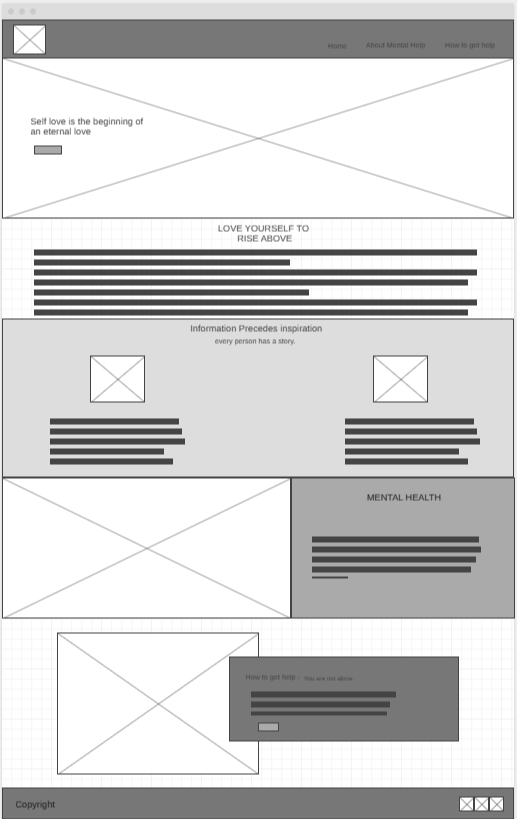 Home About Mental Help How to get help
Self love is the beginning of
an eternal love
LOVE YOURSELF TO
RISE ABOVE
Information Precedes inspiration
every person has a story.
MENTAL HEALTH
How to get help - You are not alone
Copyright